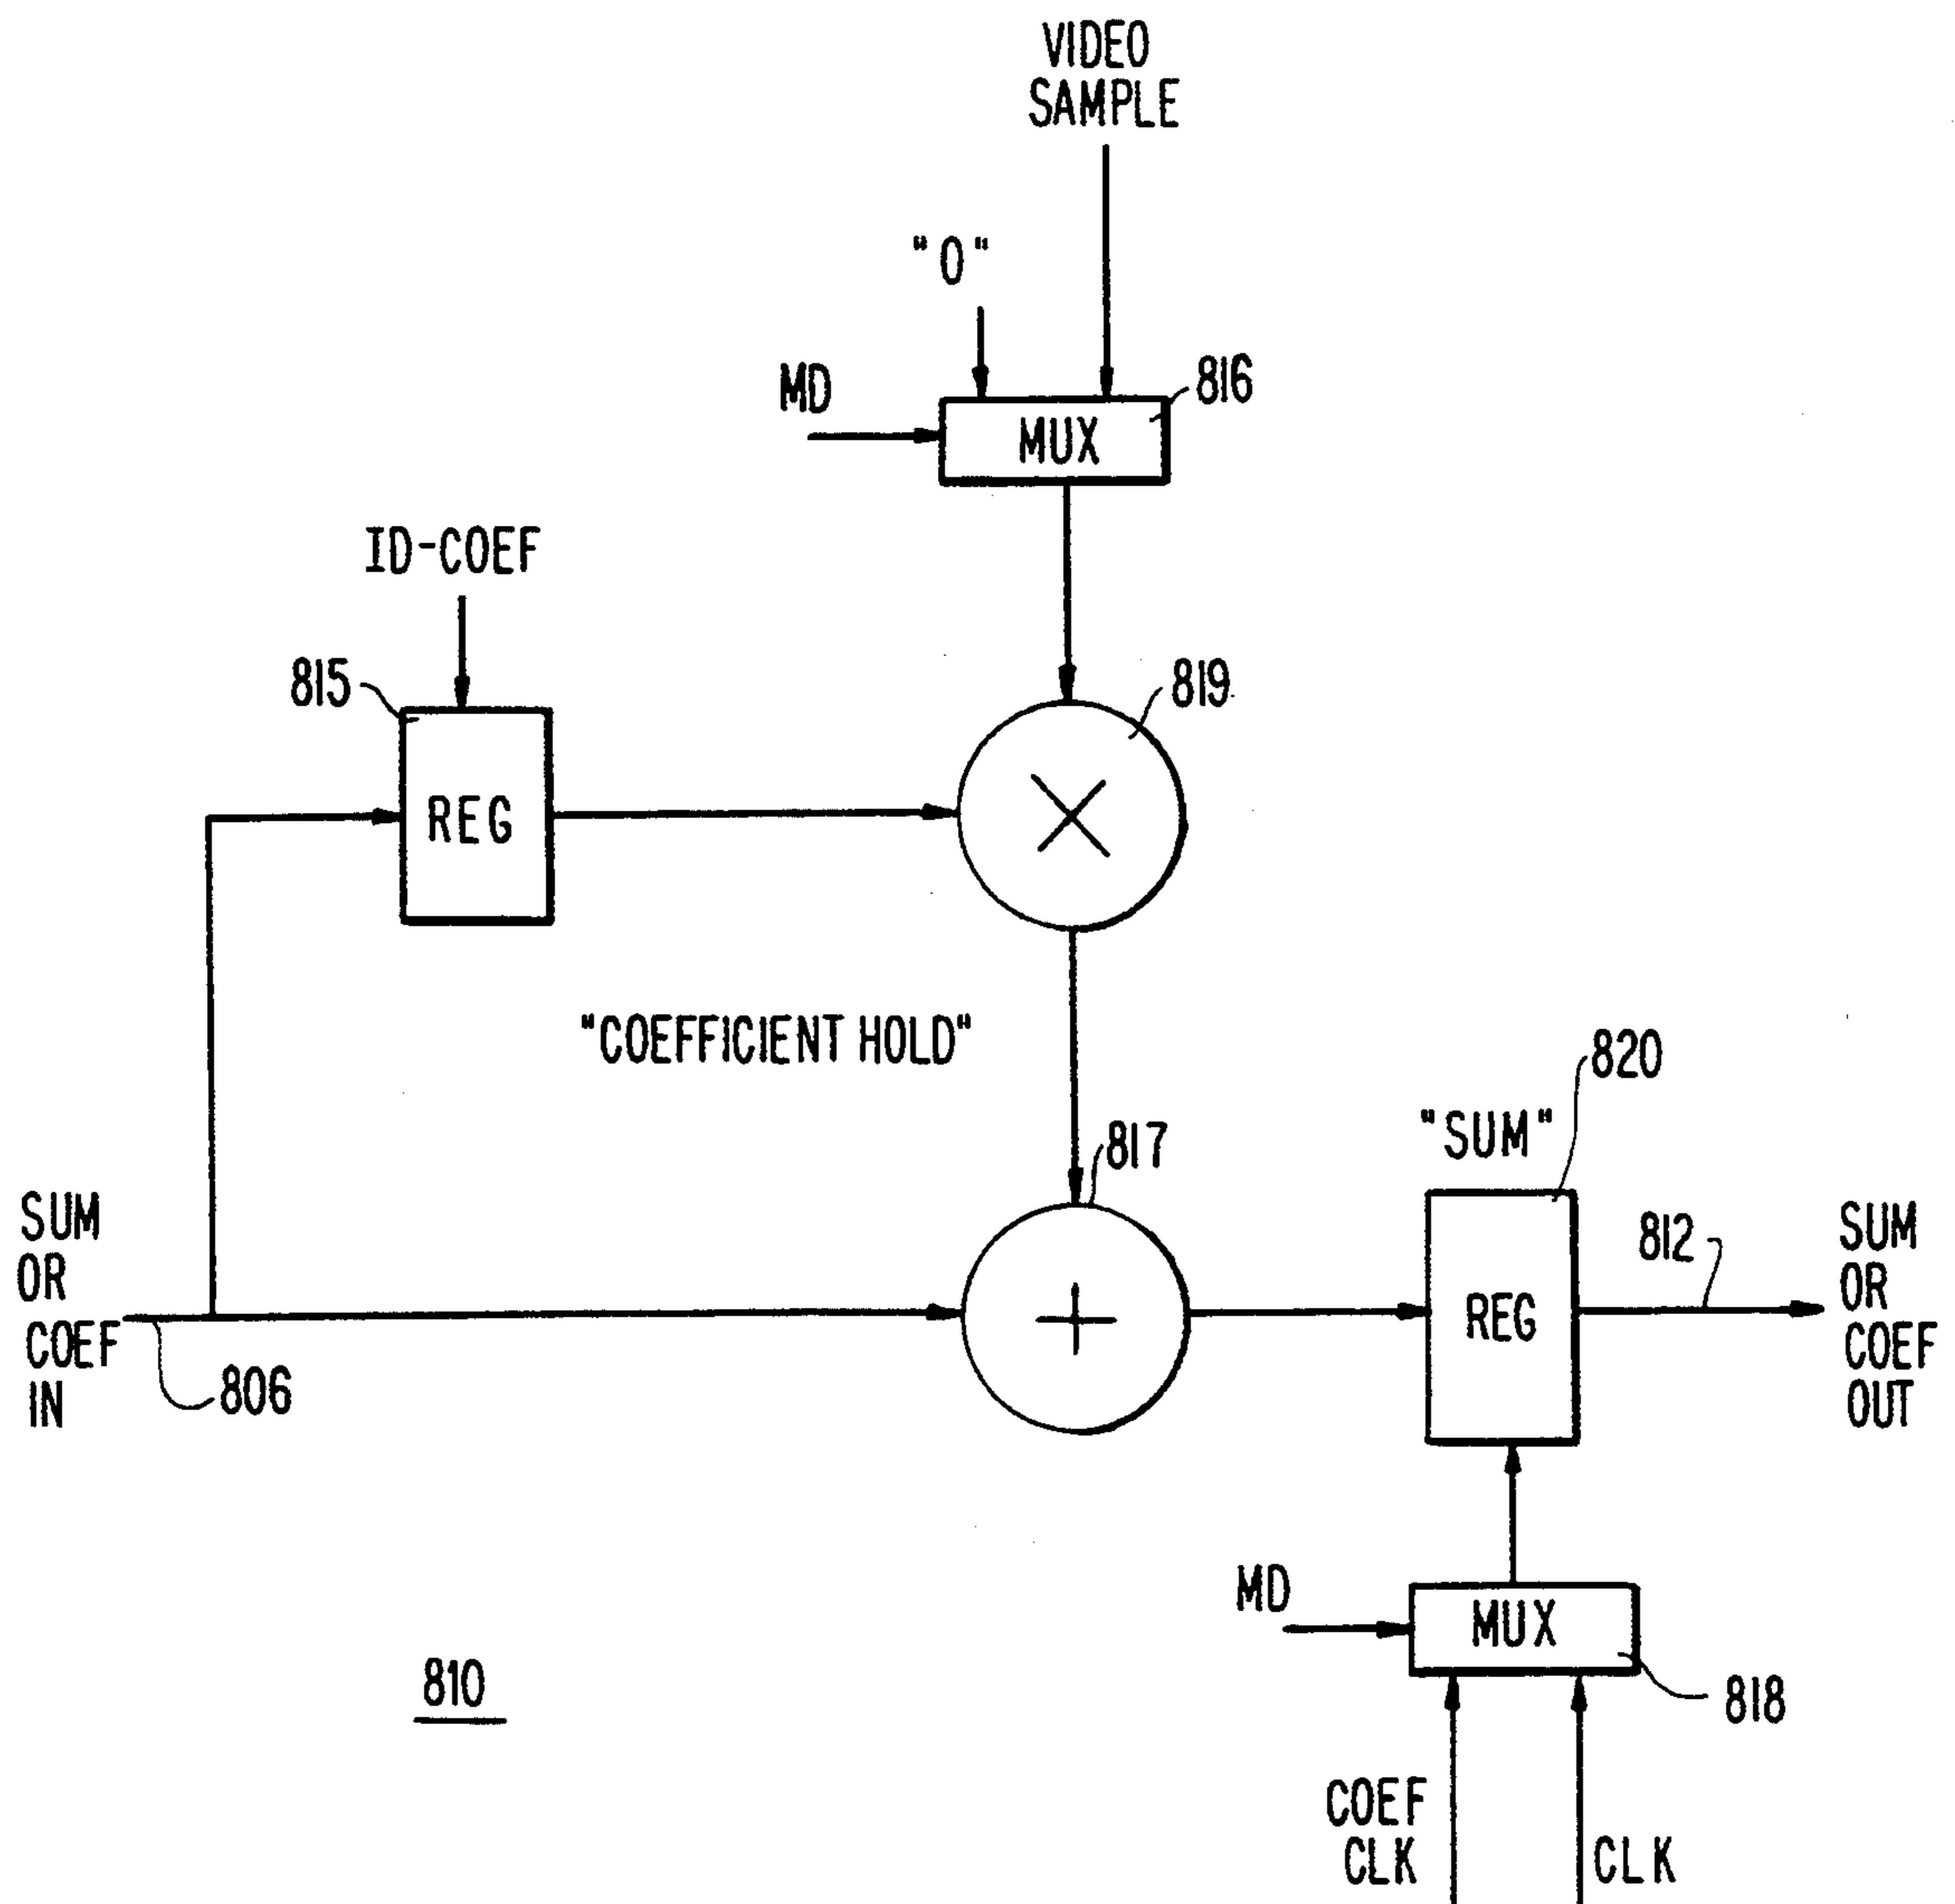 VIDEO
SAMPLE
"0"
MD
816
MUX
ID-COEF
815
819
REG
"COEFFICIENT HOLD"
820
"SUM"
817
SUM
OR
COEF
IN
806
812
REG
SUM
OR
COEF
OUT
MD
MUX
818
810
COEF
CLK
CLK